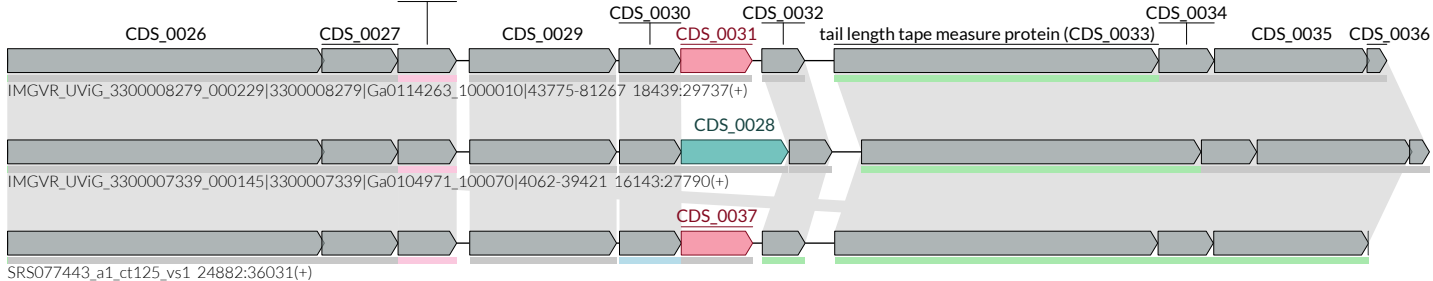 CDS_0030 CDS_0032 CDS_0034
CDS_0026 CDS_0027 CDS_0029 CDS_0031 tail length tape measure protein (CDS_0033) CDS_0035 CDS_0036
IMGVR_UViG_3300008279_000229|3300008279|Ga0114263_1000010|43775-81267 18439:29737(+)
CDS_0028
IMGVR_UViG_3300007339_000145|3300007339|Ga0104971_100070|4062-39421 16143:27790(+)
CDS_0037
SRS077443_a1_ct125_vs1 24882:36031(+)